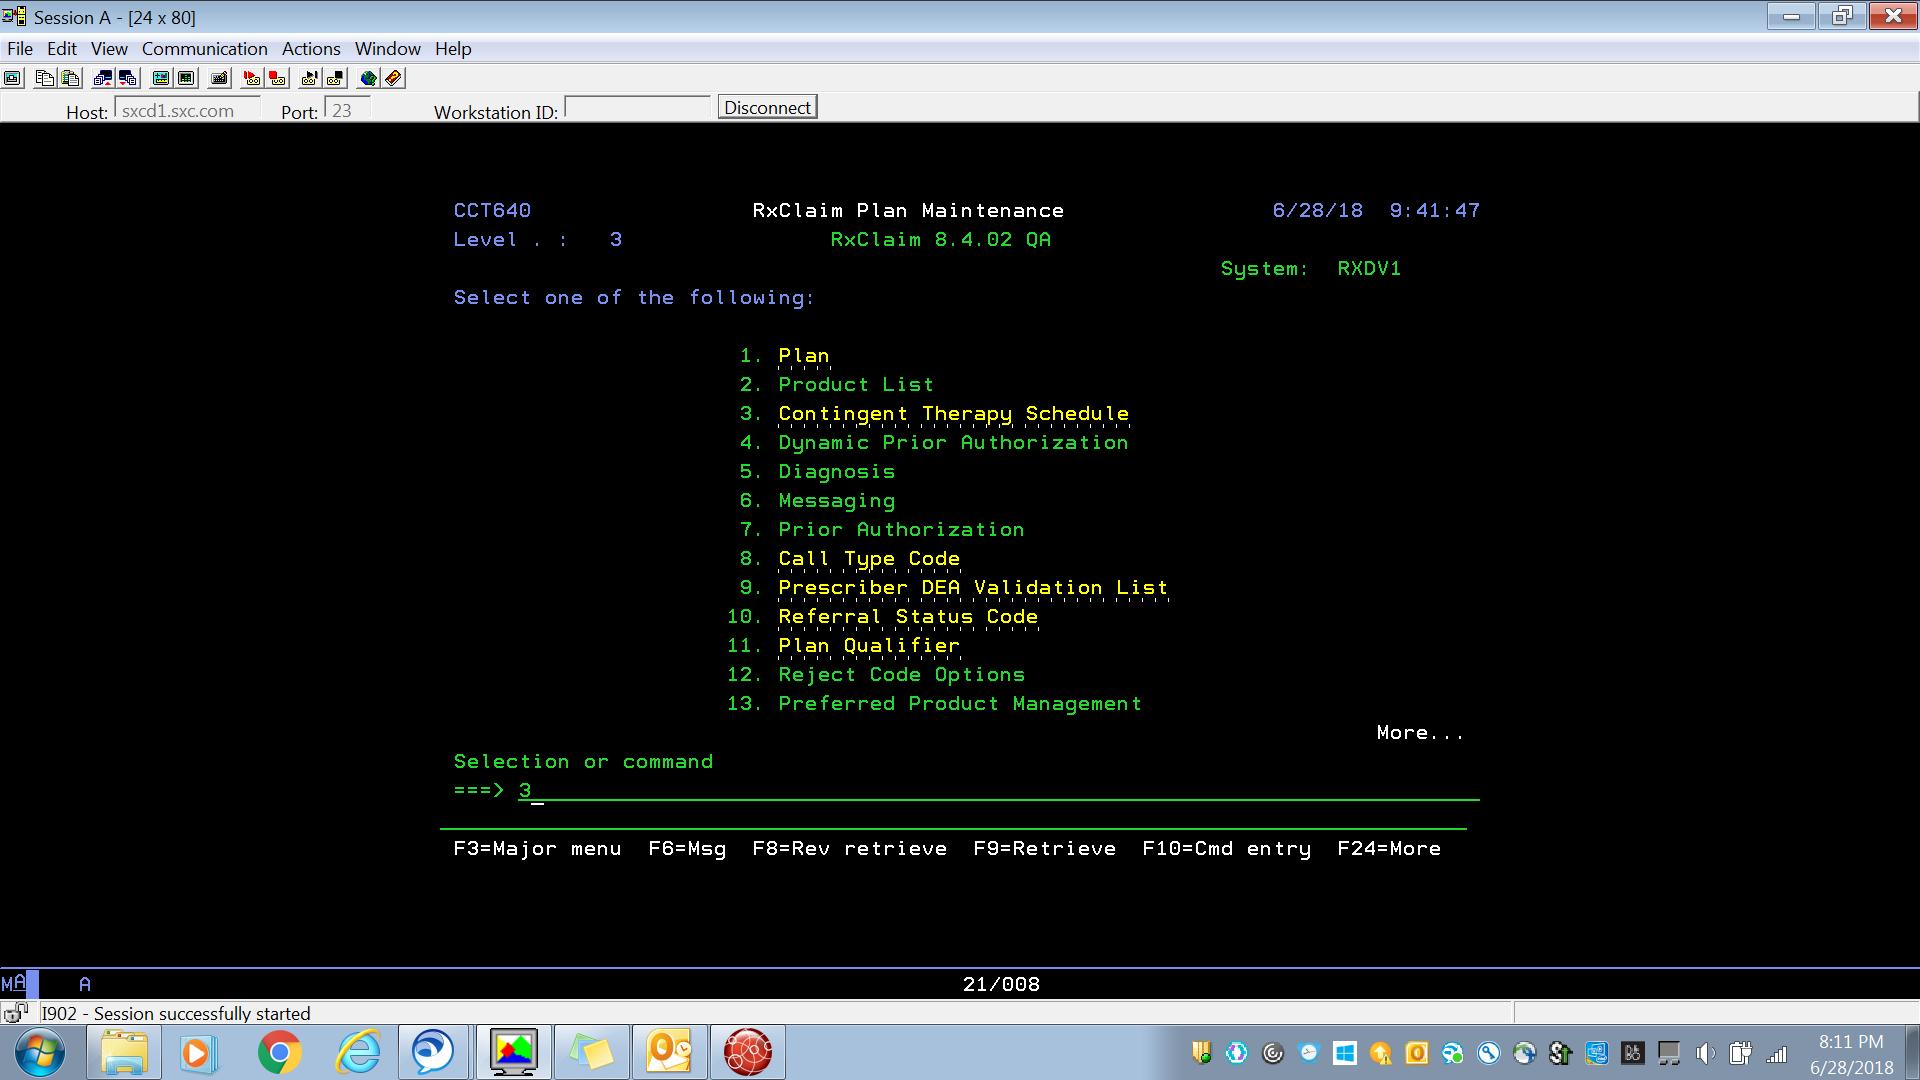 Session A - [24 x 80]
File Edit View Communication Actions Window Help
Host: sxcd1.sxc.com Port: 23 Workstation ID: Disconnect
CCT640 RxClaim Plan Maintenance 6/28/18 9:41:47
Level . : 3 RxClaim 8.4.02 QA
System: RXDV1
Select one of the following:
1. Plan
2. Product List
3. Contingent Therapy Schedule
4. Dynamic Prior Authorization
5. Diagnosis
6. Messaging
7. Prior Authorization
8. Call Type Code
9. Prescriber DEA Validation List
10. Referral Status Code
11. Plan Qualifier
12. Reject Code Options
13. Preferred Product Management
More...
Selection or command
===> 3
F3=Major menu F6=Msg F8=Rev retrieve F9=Retrieve F10=Cmd entry F24=More
MA A 21/008
I902 - Session successfully started
8:11 PM
6/28/2018